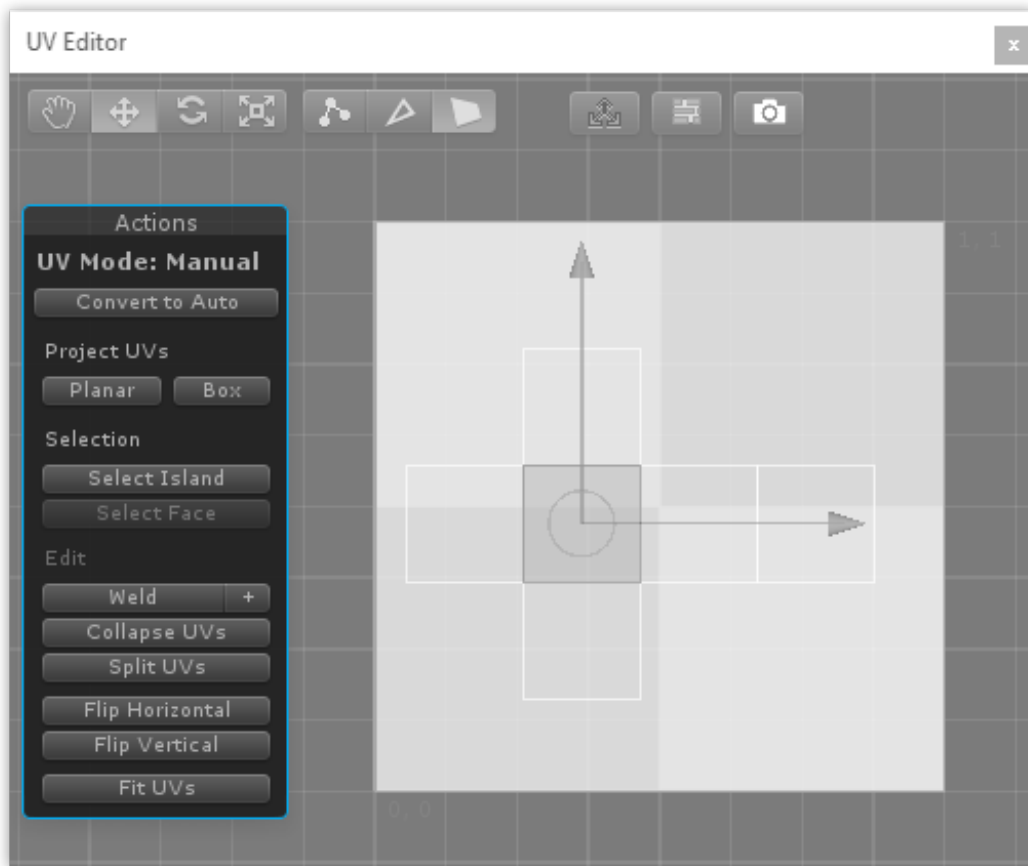 UV Editor
x
Actions
1, 1
UV Mode: Manual
Convert to Auto
Project UVs
Planar Box
Selection
Select Island
Select Face
Edit
Weld +
Collapse UVs
Split UVs
Flip Horizontal
Flip Vertical
Fit UVs
0, 0